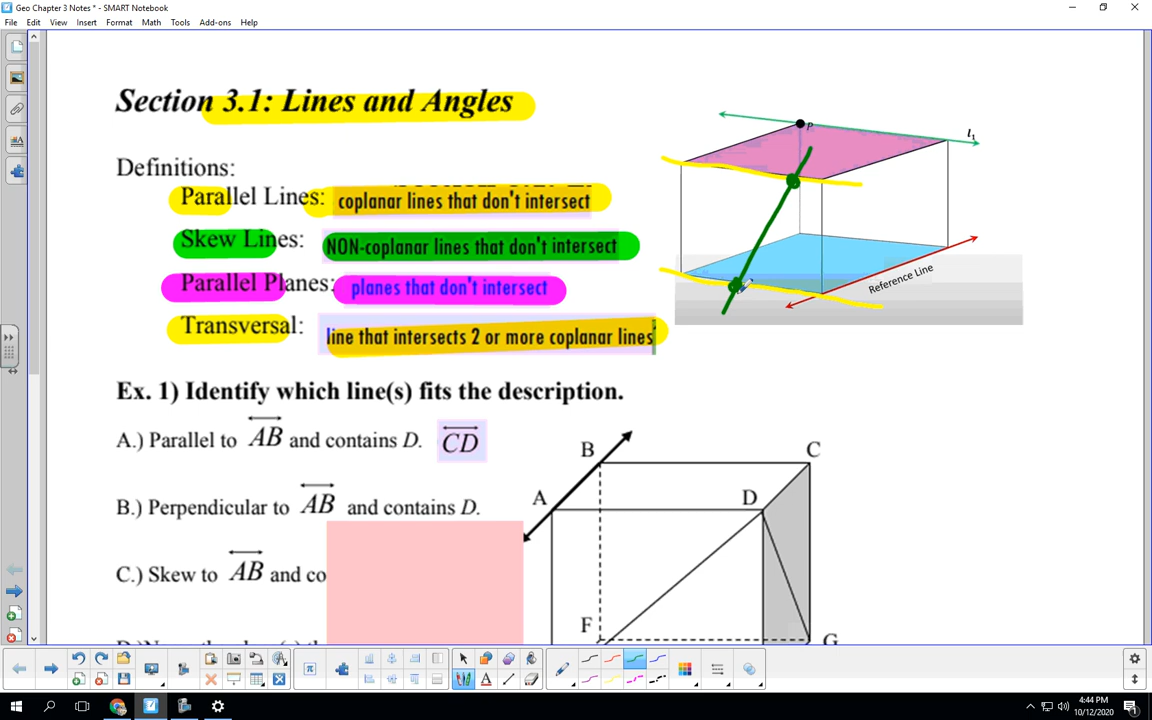 Geo Chapter 3 Notes * - SMART Notebook
File Edit View Insert Format Math Tools Add-ons Help
Section 3.1: Lines and Angles
Definitions:
Parallel Lines: coplanar lines that don't intersect
Skew Lines: NON-coplanar lines that don't intersect
Parallel Planes: planes that don't intersect
Transversal: line that intersects 2 or more coplanar lines
P
l₁
Reference Line
Ex. 1) Identify which line(s) fits the description.
A.) Parallel to AB and contains D. CD
B.) Perpendicular to AB and contains D.
C.) Skew to AB and co
B
C
A
D
F
G
4:44 PM
10/12/2020